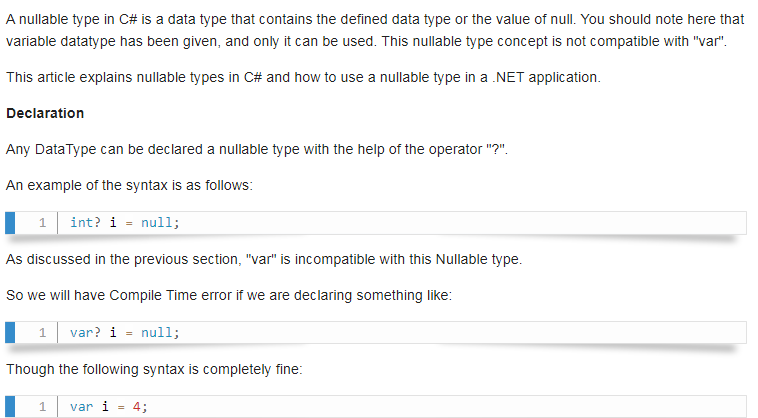 A nullable type in C# is a data type that contains the defined data type or the value of null. You should note here that
variable datatype has been given, and only it can be used. This nullable type concept is not compatible with "var".
This article explains nullable types in C# and how to use a nullable type in a .NET application.
Declaration
Any DataType can be declared a nullable type with the help of the operator "?".
An example of the syntax is as follows:
1 int? i = null;
As discussed in the previous section, "var" is incompatible with this Nullable type.
So we will have Compile Time error if we are declaring something like:
1 var? i = null;
Though the following syntax is completely fine:
1 var i = 4;